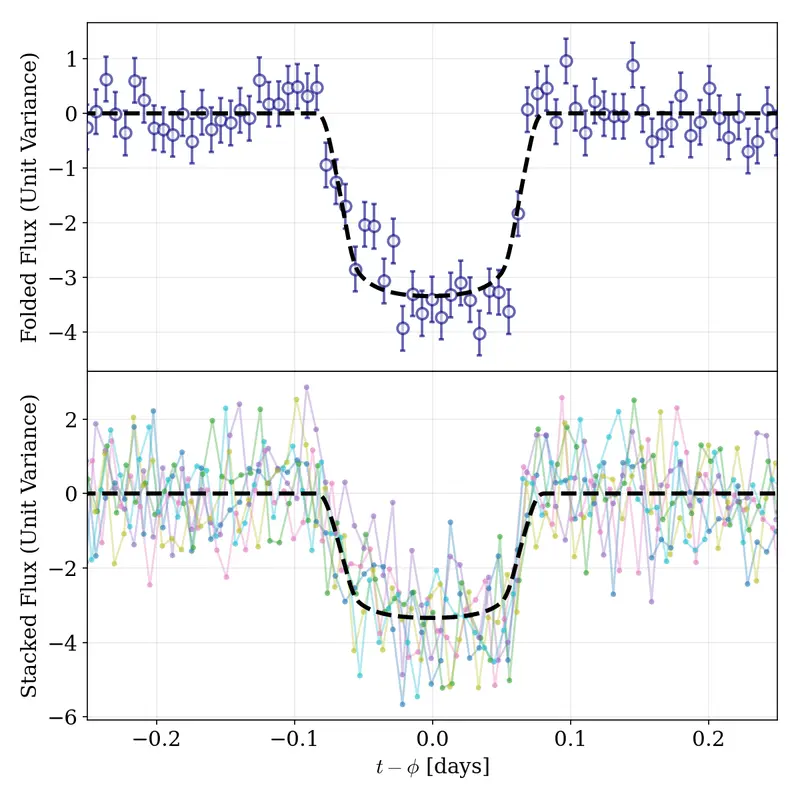 Folded Flux (Unit Variance)
1
0
−1
−2
−3
−4
Stacked Flux (Unit Variance)
2
0
−2
−4
−6
−0.2 −0.1 0.0 0.1 0.2
t − ϕ [days]